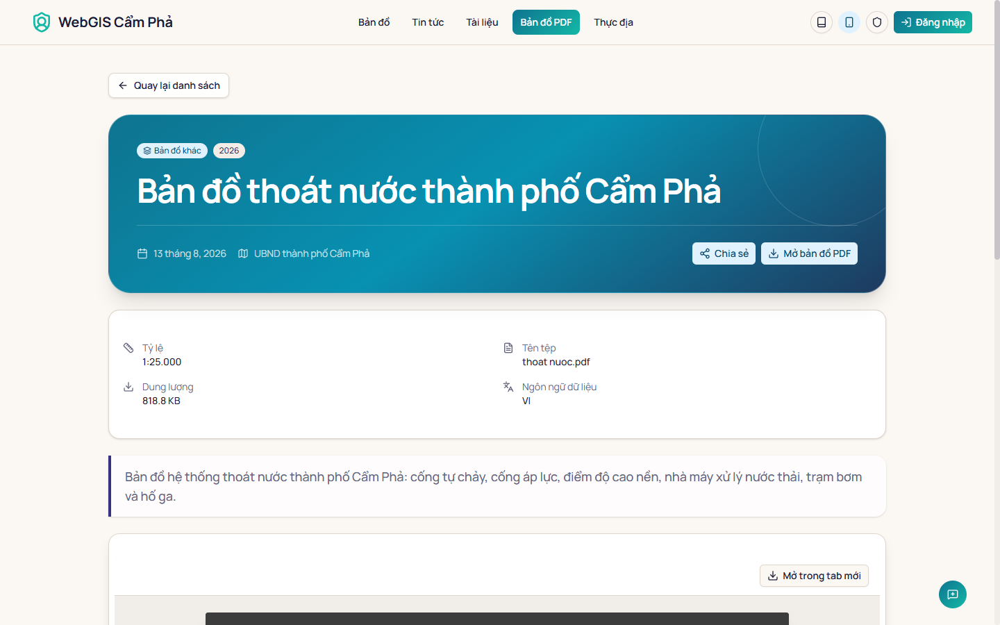 WebGIS Cẩm Phả
Bản đồ
Tin tức
Tài liệu
Bản đồ PDF
Thực địa
Đăng nhập
Quay lại danh sách
Bản đồ khác
2026
Bản đồ thoát nước thành phố Cẩm Phả
13 tháng 8, 2026
UBND thành phố Cẩm Phả
Chia sẻ
Mở bản đồ PDF
Tỷ lệ
1:25.000
Tên tệp
thoat nuoc.pdf
Dung lượng
818.8 KB
Ngôn ngữ dữ liệu
VI
Bản đồ hệ thống thoát nước thành phố Cẩm Phả: cống tự chảy, cống áp lực, điểm độ cao nền, nhà máy xử lý nước thải, trạm bơm
và hố ga.
Mở trong tab mới